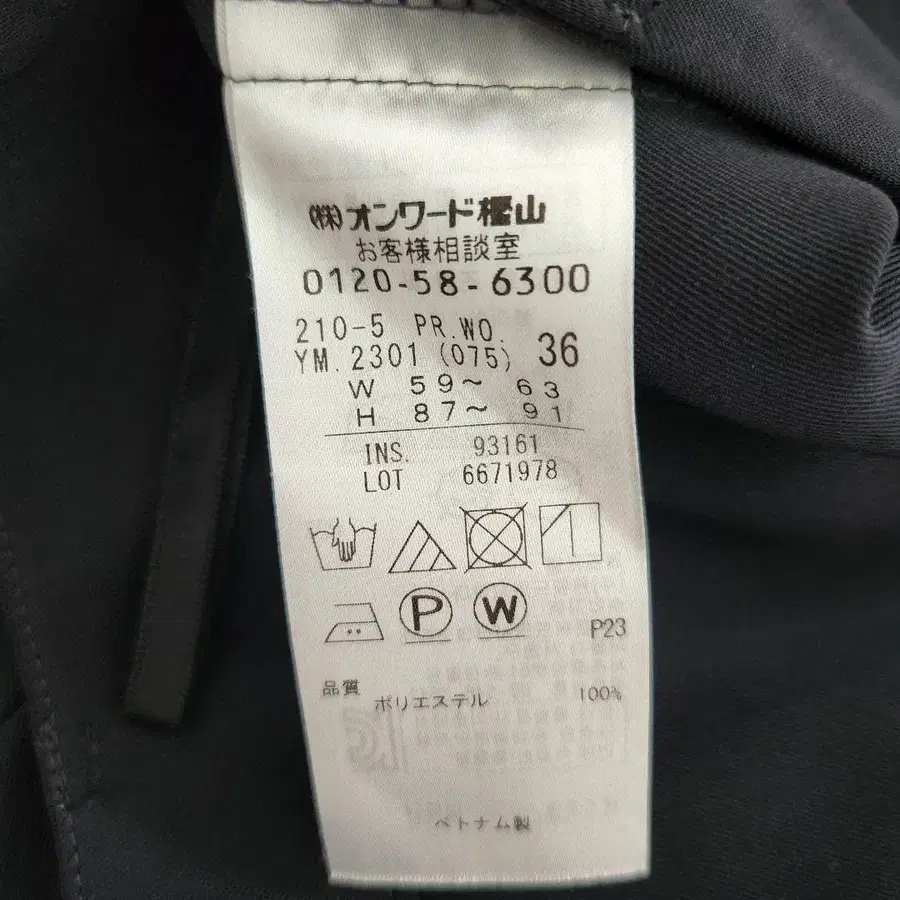 ㈱オンワード樫山
お客様相談室
0120-58-6300
210-5 PR.WO.
YM.2301(075) 36
W 59～ 63
H 87～ 91
INS. 93161
LOT 6671978
P W
P23
品質
ポリエステル 100%
ベトナム製